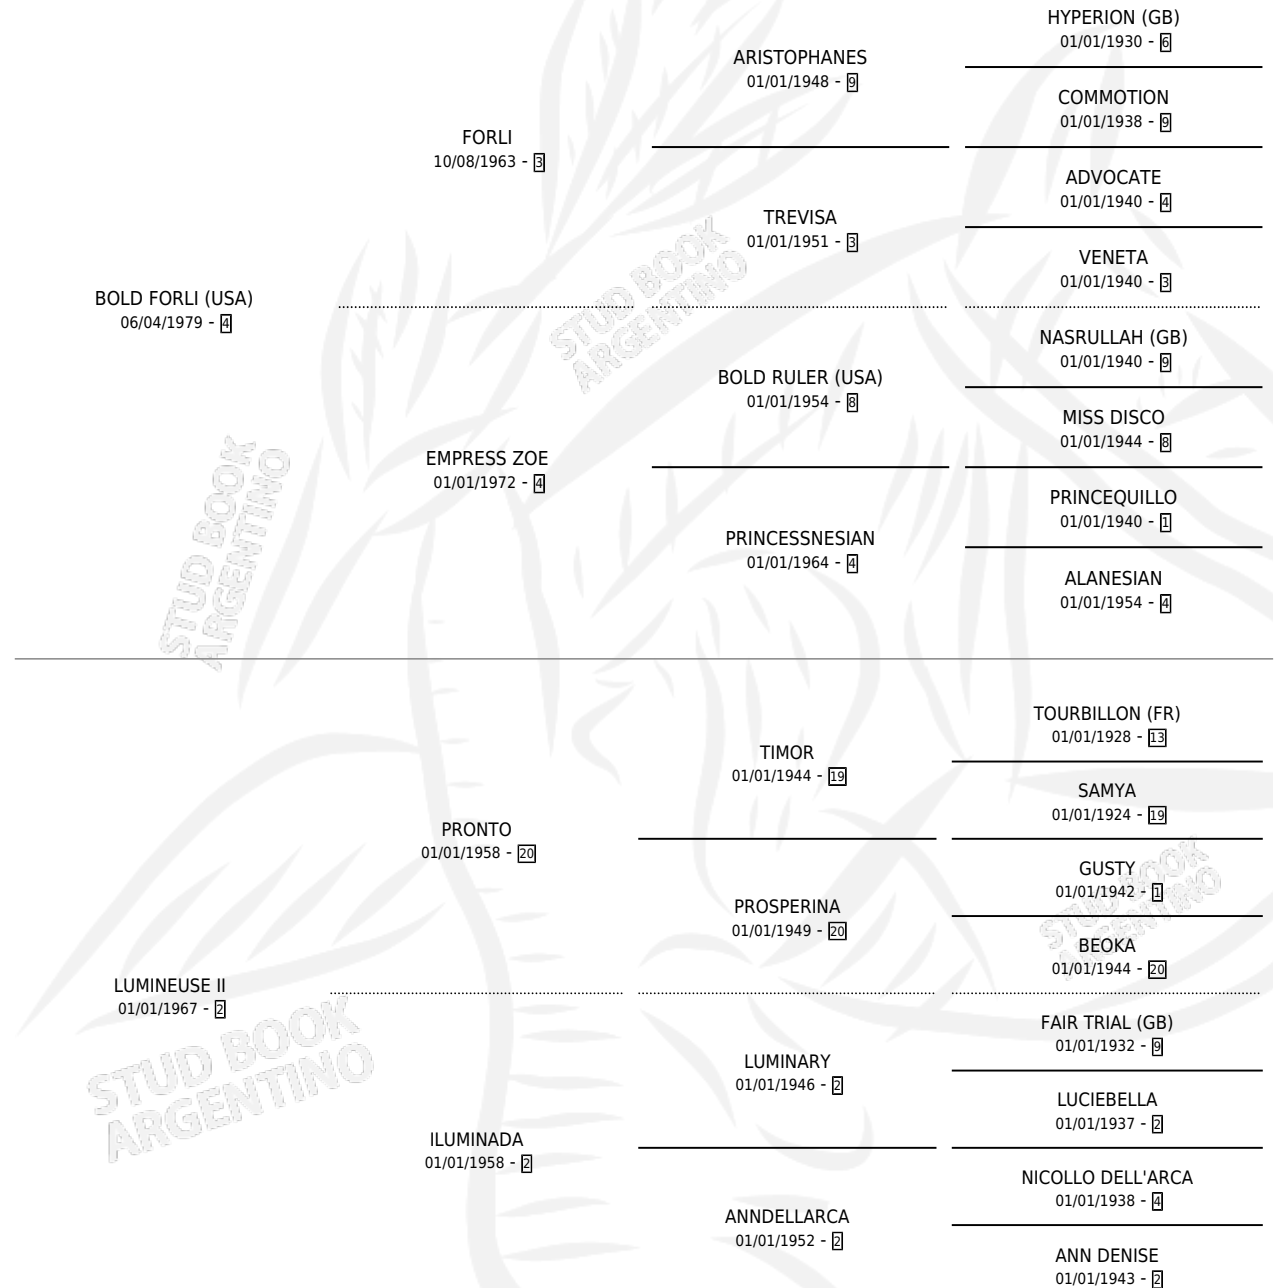 HYPERION (GB)
01/01/1930 - 6
ARISTOPHANES
01/01/1948 - 9
COMMOTION
01/01/1938 - 9
FORLI
10/08/1963 - 3
ADVOCATE
01/01/1940 - 4
TREVISA
01/01/1951 - 3
VENETA
01/01/1940 - 3
BOLD FORLI (USA)
06/04/1979 - 4
NASRULLAH (GB)
01/01/1940 - 9
BOLD RULER (USA)
01/01/1954 - 8
MISS DISCO
01/01/1944 - 8
EMPRESS ZOE
01/01/1972 - 4
PRINCEQUILLO
01/01/1940 - 1
PRINCESSNESIAN
01/01/1964 - 4
ALANESIAN
01/01/1954 - 4
TOURBILLON (FR)
01/01/1928 - 13
TIMOR
01/01/1944 - 19
SAMYA
01/01/1924 - 19
PRONTO
01/01/1958 - 20
GUSTY
01/01/1942 - 1
PROSPERINA
01/01/1949 - 20
BEOKA
01/01/1944 - 20
LUMINEUSE II
01/01/1967 - 2
FAIR TRIAL (GB)
01/01/1932 - 9
LUMINARY
01/01/1946 - 2
LUCIEBELLA
01/01/1937 - 2
ILUMINADA
01/01/1958 - 2
NICOLLO DELL'ARCA
01/01/1938 - 4
ANNDELLARCA
01/01/1952 - 2
ANN DENISE
01/01/1943 - 2
STUD BOOK
ARGENTINO
STUD BOOK
ARGENTINO
STUD BOOK
ARGENTINO
STUD BOOK
ARGENTINO